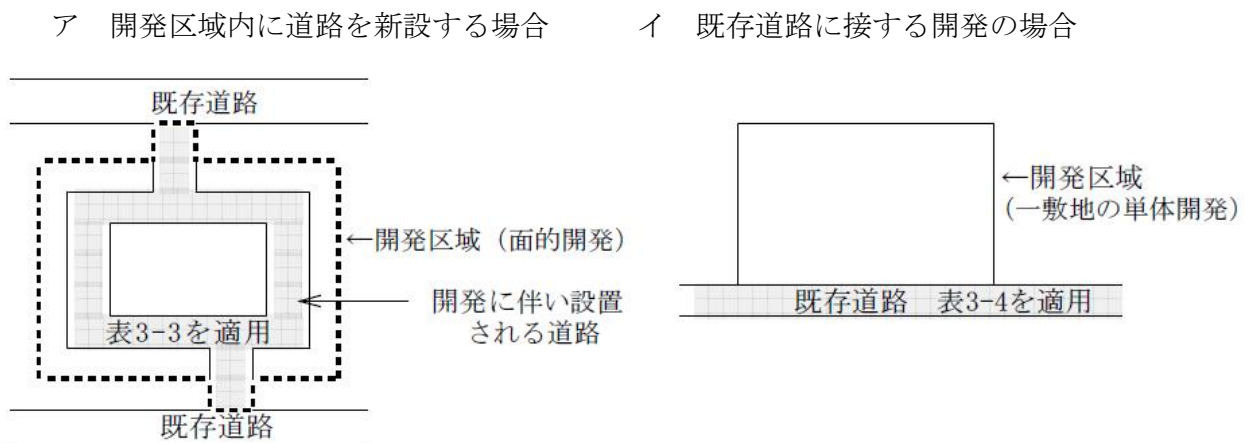 ア 開発区域内に道路を新設する場合
イ 既存道路に接する開発の場合
既存道路
←開発区域（面的開発）
開発に伴い設置
される道路
表3-3を適用
既存道路
←開発区域
（一敷地の単体開発）
既存道路 表3-4を適用